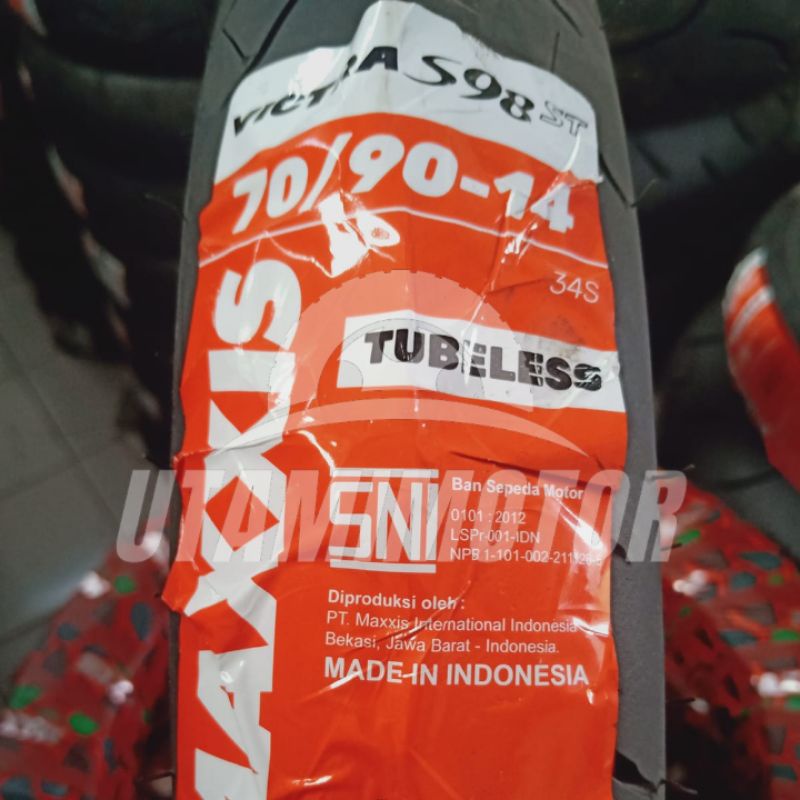 VICTRA S98 ST
70/90-14
34S
MAXXIS
TUBELESS
UTAMA MOTOR
SNI
Ban Sepeda Motor
0101 : 2012
LSPr-001-IDN
Diproduksi oleh :
PT. Maxxis International Indonesia
Bekasi, Jawa Barat - Indonesia.
MADE IN INDONESIA